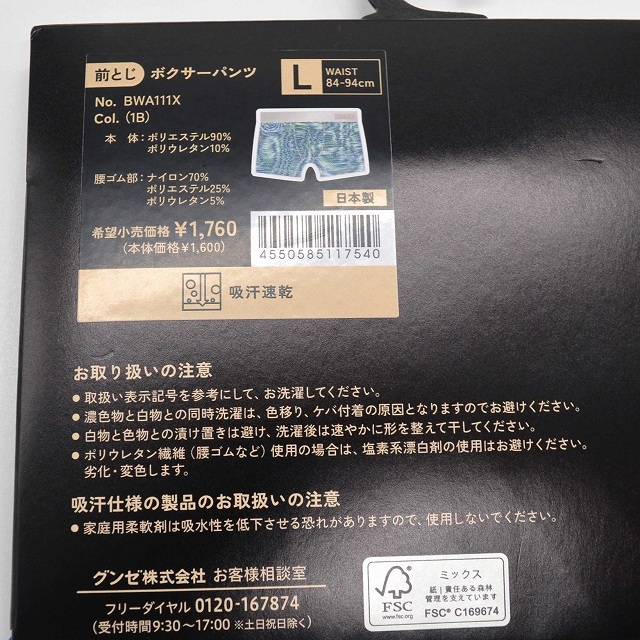 前とじ ボクサーパンツ
L WAIST 84-94cm
No. BWA111X
Col. (1B)
本 体:ポリエステル90%
ポリウレタン10%
腰ゴム部:ナイロン70%
ポリエステル25%
ポリウレタン5%
日本製
希望小売価格 ¥1,760
(本体価格¥1,600)
4550585117540
吸汗速乾
お取り扱いの注意
● 取扱い表示記号を参考にして、お洗濯してください。
● 濃色物と白物との同時洗濯は、色移り、ケバ付着の原因となりますのでお避けください。
● 白物と色物との漬け置きは避け、洗濯後は速やかに形を整えて干してください。
● ポリウレタン繊維(腰ゴムなど)使用の場合は、塩素系漂白剤の使用はお避けください。
劣化・変色します。
吸汗仕様の製品のお取扱いの注意
● 家庭用柔軟剤は吸水性を低下させる恐れがありますので、使用しないでください。
グンゼ株式会社 お客様相談室
フリーダイヤル 0120-167874
(受付時間9:30~17:00 ※土日祝日除く)
FSC
www.fsc.org
ミックス
紙|責任ある森林
管理を支えています
FSC® C169674